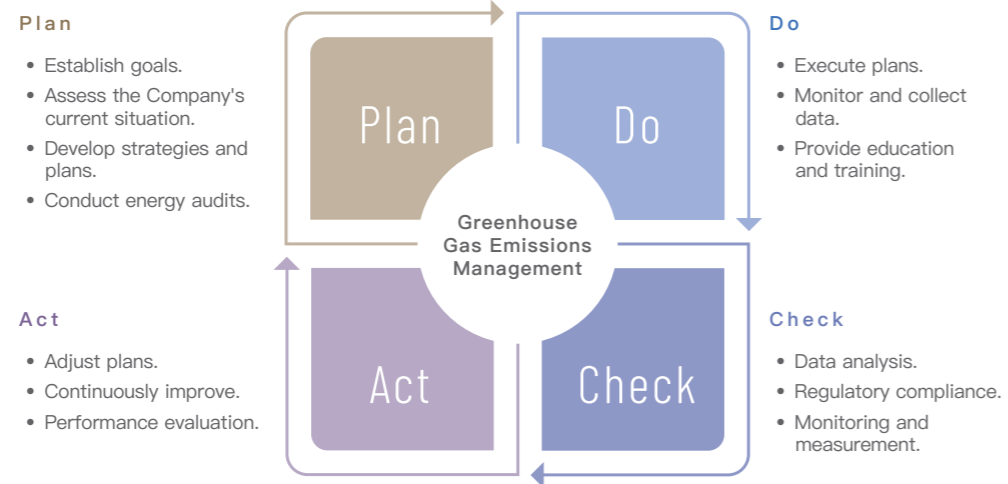 Plan
• Establish goals.
• Assess the Company's
current situation.
• Develop strategies and
plans.
• Conduct energy audits.
Plan
Do
Do
• Execute plans.
• Monitor and collect
data.
• Provide education
and training.
Greenhouse
Gas Emissions
Management
Act
• Adjust plans.
• Continuously improve.
• Performance evaluation.
Act
Check
Check
• Data analysis.
• Regulatory compliance.
• Monitoring and
measurement.